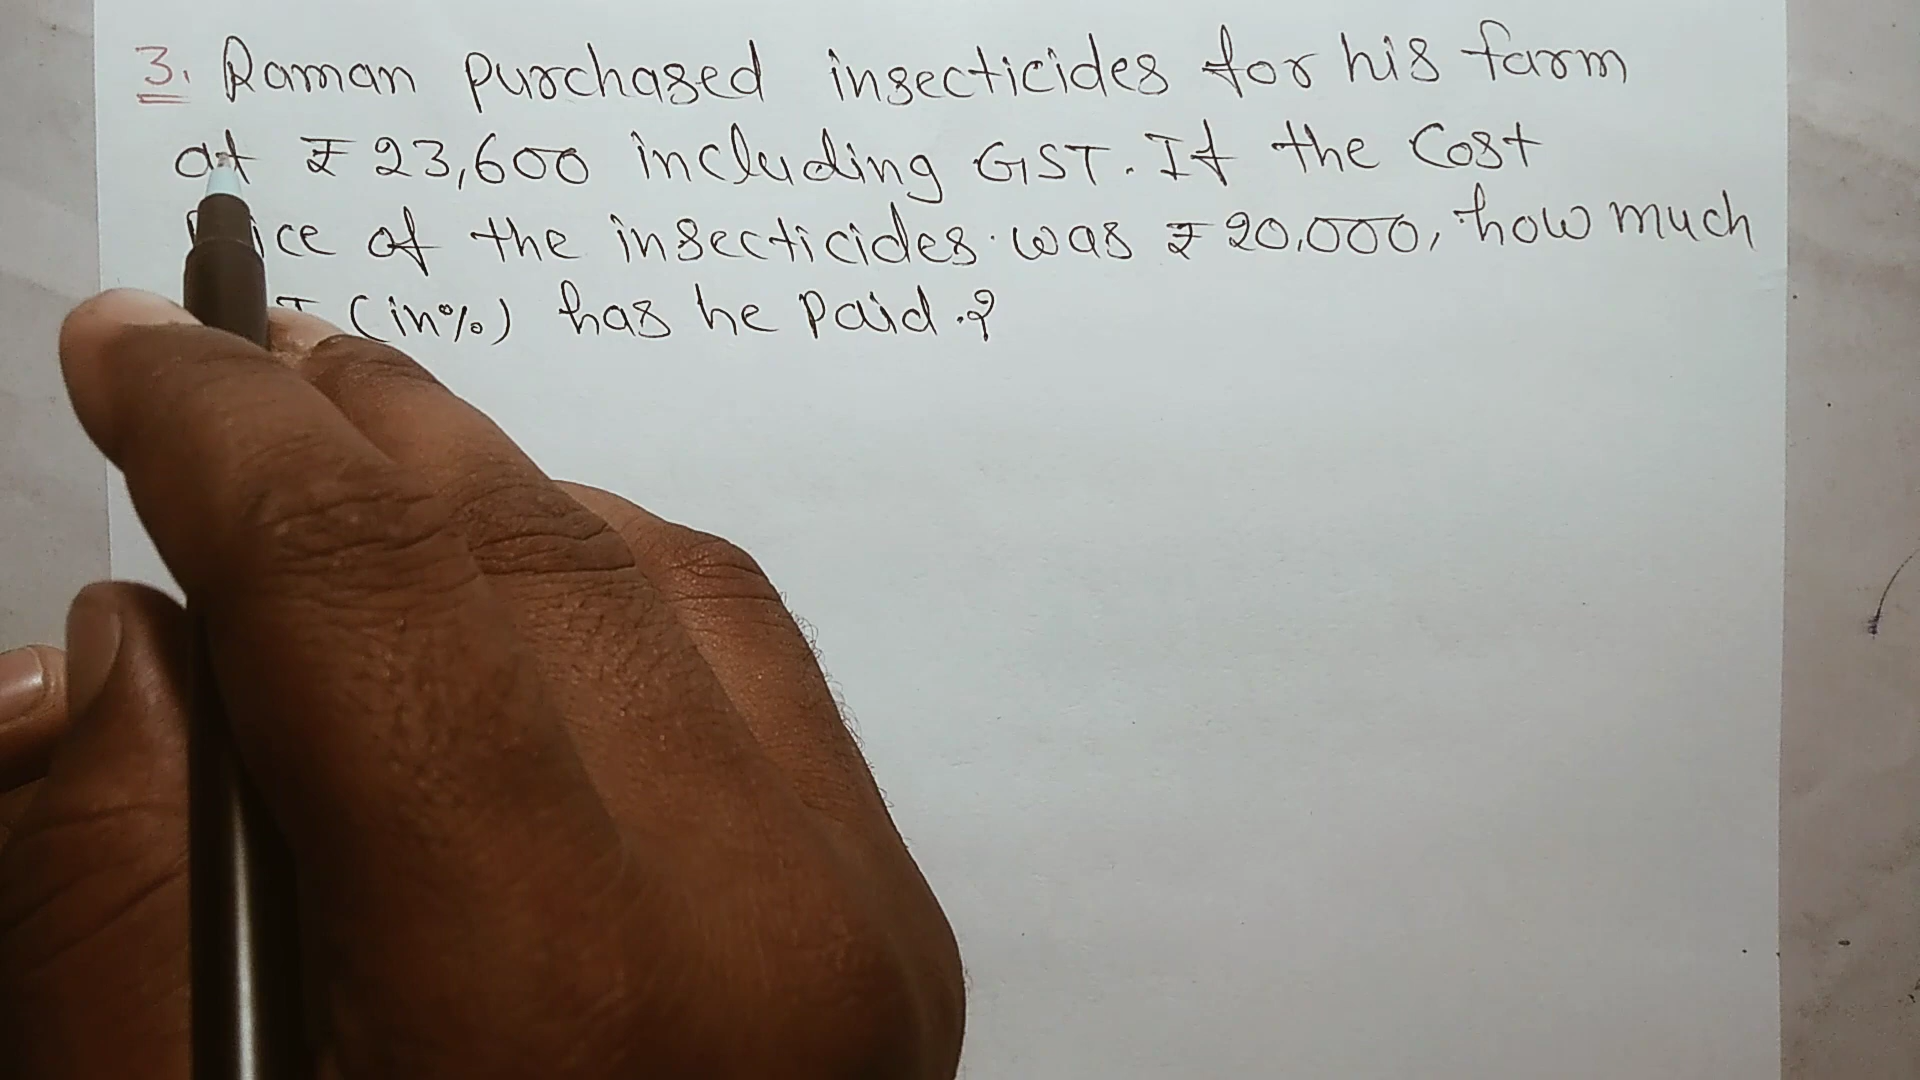 3. Raman purchased insecticides for his farm
at ₹ 23,600 including GST. If the Cost
of the insecticides was ₹ 20,000, how much
(in%) has he paid.?